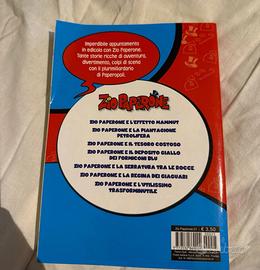 Imperdibile appuntamento
in edicola con Zio Paperone.
Tante storie ricche di avventura,
divertimento, colpi di scena
con il plurimiliardario
di Paperopoli.
ZIO PAPERONE
ZIO PAPERONE E L'EFFETTO MAMMUT
ZIO PAPERONE E LA PIANTAGIONE
PETROLIFERA
ZIO PAPERONE E IL TESORO COSTOSO
ZIO PAPERONE E IL DEPOSITO GIALLO
DEI FORMICONI BLU
ZIO PAPERONE E LA SERRATURA TRA LE ROCCE
ZIO PAPERONE E LA REGINA DEI GIAGUARI
ZIO PAPERONE E L'UTILISSIMO
TRASFORMINUTILE
€ 3,50